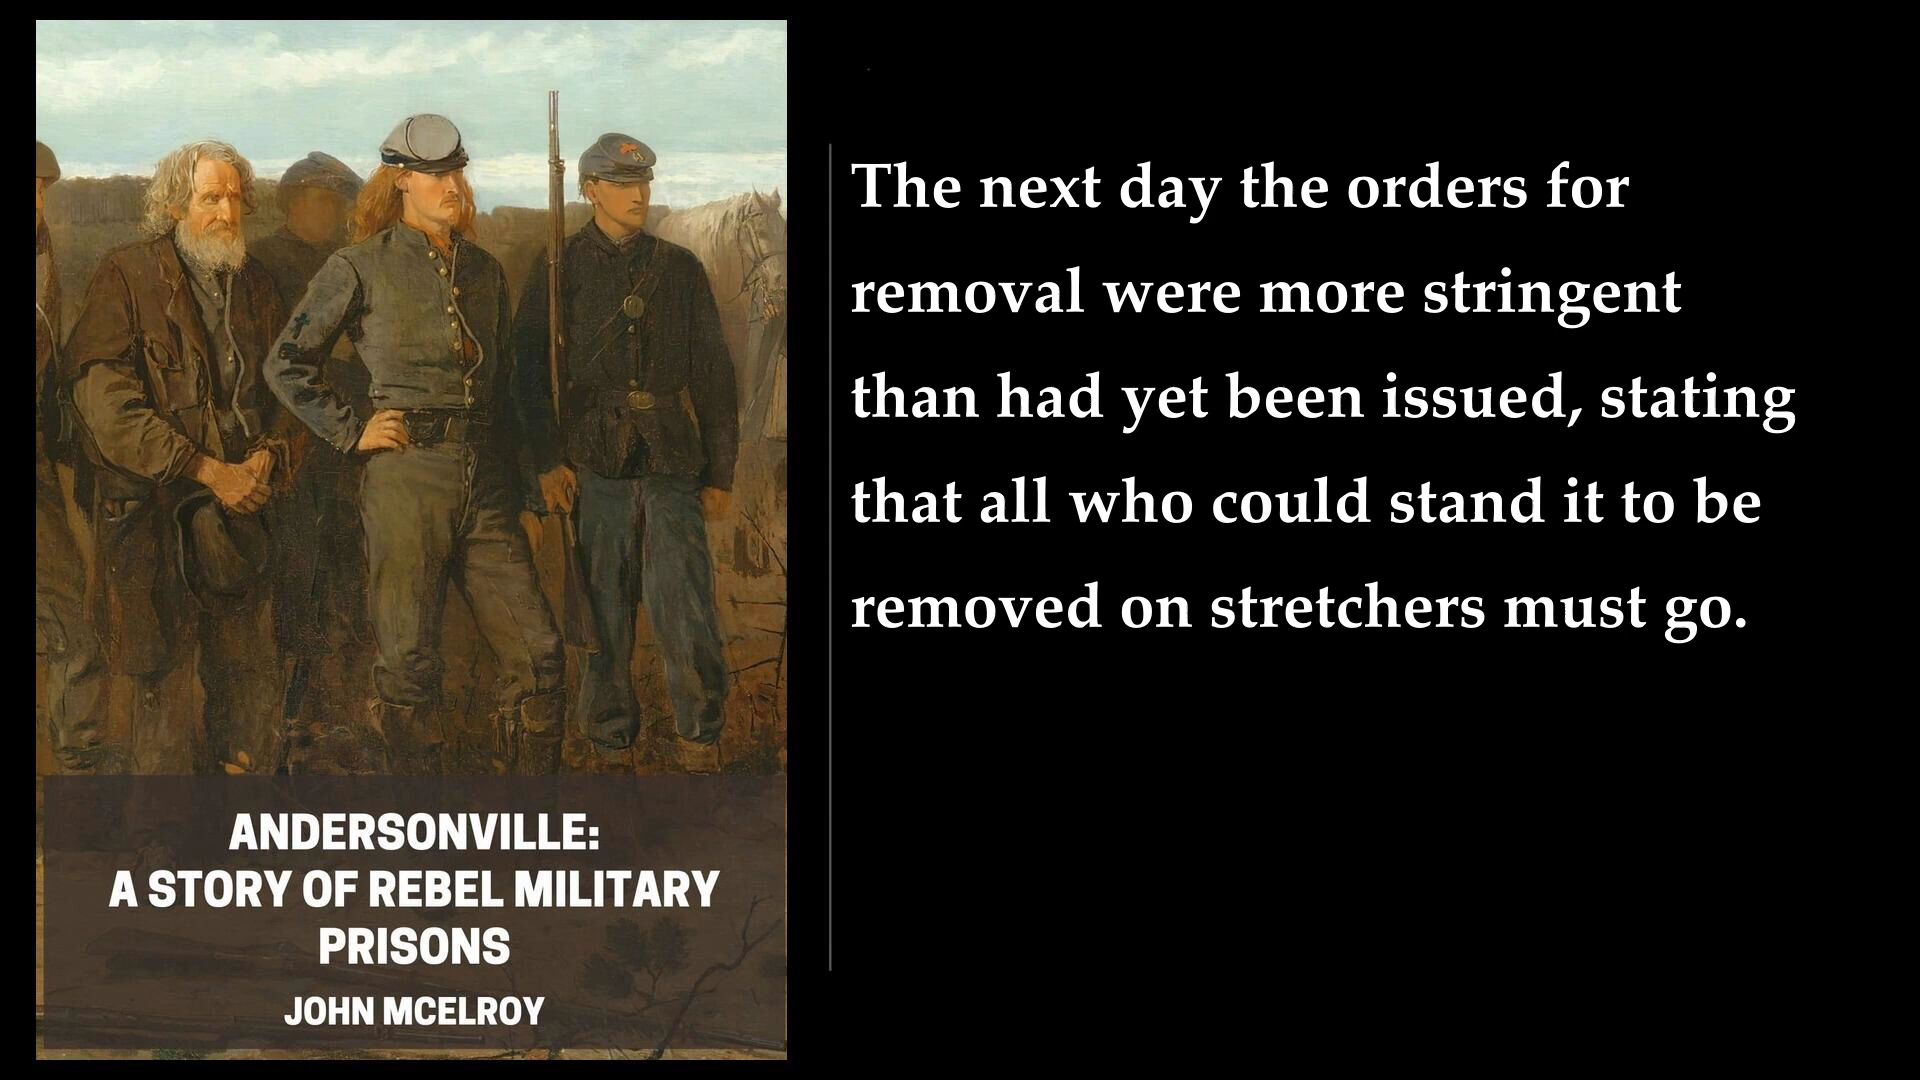 ANDERSONVILLE:
A STORY OF REBEL MILITARY
PRISONS
JOHN MCELROY
The next day the orders for
removal were more stringent
than had yet been issued, stating
that all who could stand it to be
removed on stretchers must go.